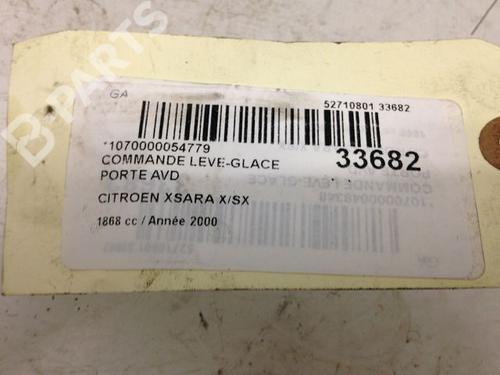 B-PARTS
GA
52710801 33682
*1070000054779
33682
COMMANDE LEVE-GLACE
PORTE AVD
CITROEN XSARA X/SX
1868 cc / Année 2000